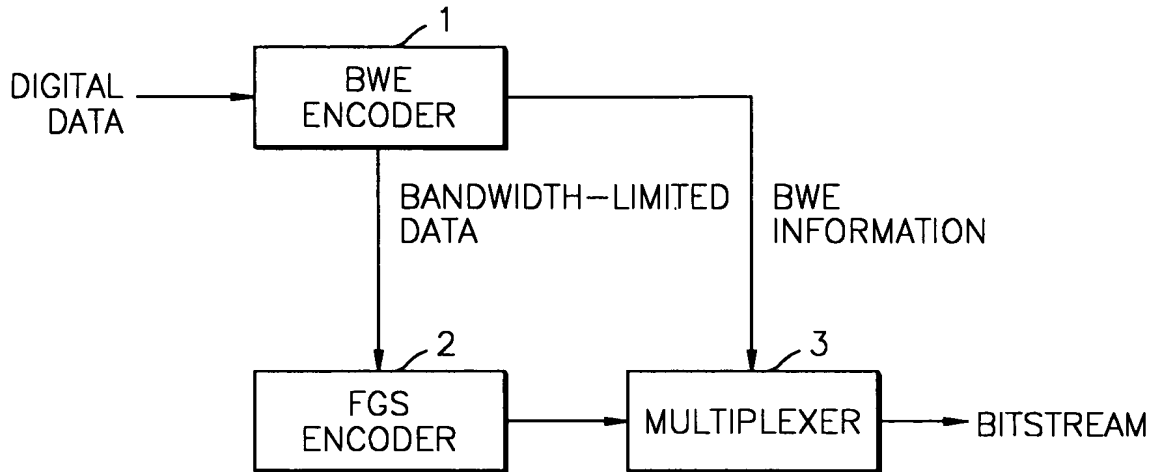 1
DIGITAL
DATA
BWE
ENCODER
BANDWIDTH-LIMITED
DATA
BWE
INFORMATION
2
FGS
ENCODER
3
MULTIPLEXER
BITSTREAM